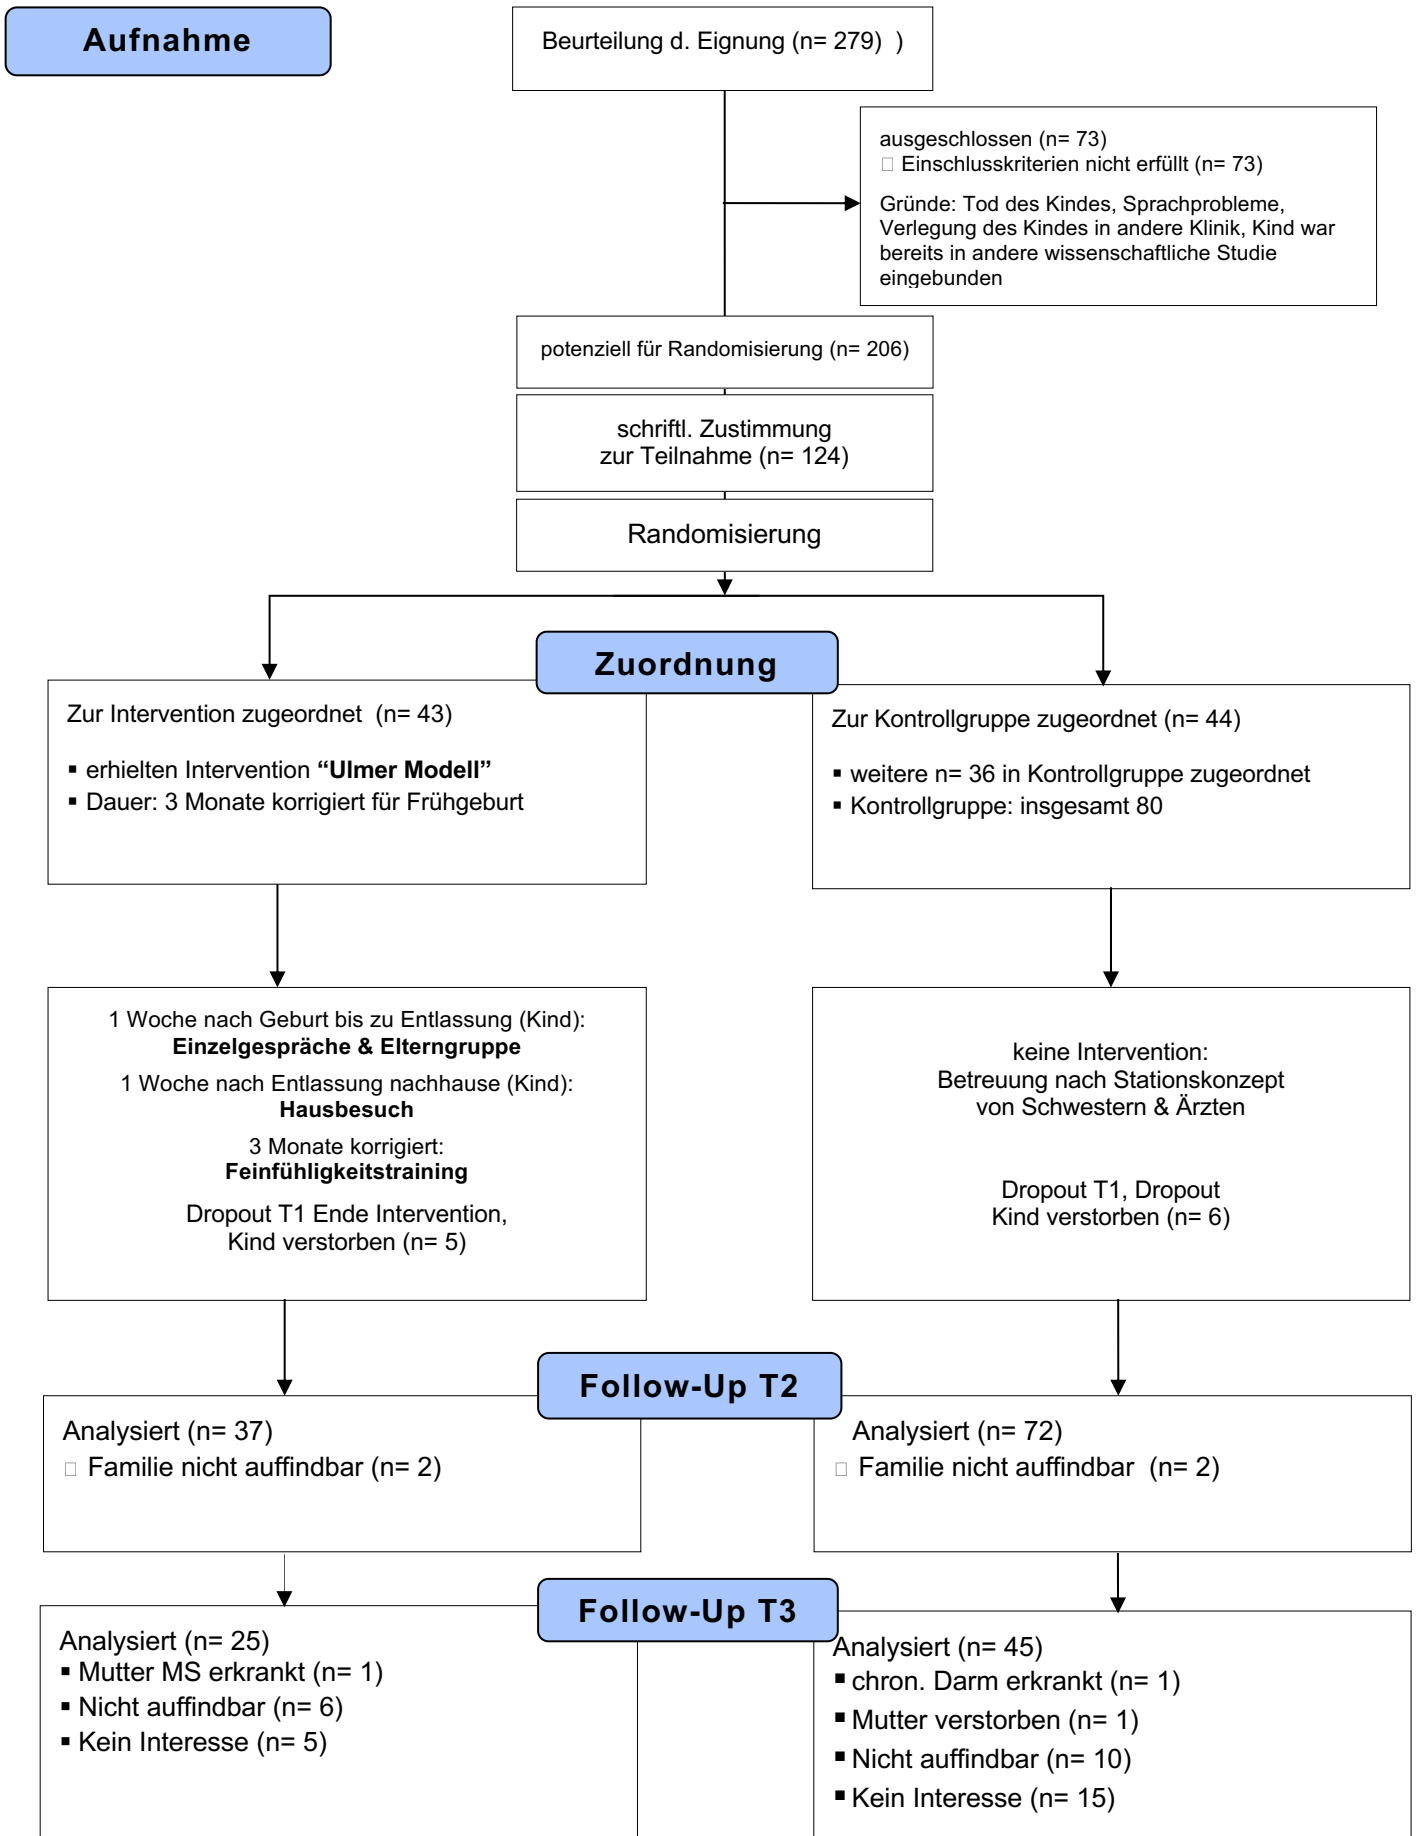 Aufnahme
Beurteilung d. Eignung (n= 279)  )
ausgeschlossen (n= 73)
□ Einschlusskriterien nicht erfüllt (n= 73)
Gründe: Tod des Kindes, Sprachprobleme,
Verlegung des Kindes in andere Klinik, Kind war
bereits in andere wissenschaftliche Studie
eingebunden
potenziell für Randomisierung (n= 206)
schriftl. Zustimmung
zur Teilnahme (n= 124)
Randomisierung
Zuordnung
Zur Intervention zugeordnet  (n= 43)
▪ erhielten Intervention “Ulmer Modell”
▪ Dauer: 3 Monate korrigiert für Frühgeburt
Zur Kontrollgruppe zugeordnet (n= 44)
▪ weitere n= 36 in Kontrollgruppe zugeordnet
▪ Kontrollgruppe: insgesamt 80
1 Woche nach Geburt bis zu Entlassung (Kind):
Einzelgespräche & Elterngruppe
1 Woche nach Entlassung nachhause (Kind):
Hausbesuch
3 Monate korrigiert:
Feinfühligkeitstraining
Dropout T1 Ende Intervention,
Kind verstorben (n= 5)
keine Intervention:
Betreuung nach Stationskonzept
von Schwestern & Ärzten
Dropout T1, Dropout
Kind verstorben (n= 6)
Follow-Up T2
Analysiert (n= 37)
□ Familie nicht auffindbar (n= 2)
Analysiert (n= 72)
□ Familie nicht auffindbar  (n= 2)
Follow-Up T3
Analysiert (n= 25)
▪ Mutter MS erkrankt (n= 1)
▪ Nicht auffindbar (n= 6)
▪ Kein Interesse (n= 5)
Analysiert (n= 45)
▪ chron. Darm erkrankt (n= 1)
▪ Mutter verstorben (n= 1)
▪ Nicht auffindbar (n= 10)
▪ Kein Interesse (n= 15)